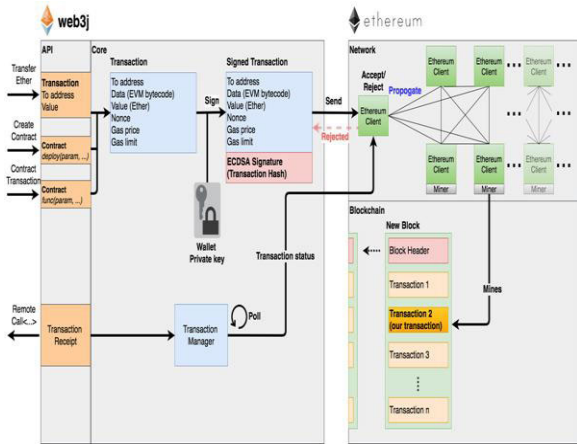 web3j
ethereum
API
Core
Network
Transfer
Ether
Transaction
To address
Value
Create
Contract
Contract
deploy(param, ...)
Contract
Transaction
Contract
func(param, ...)
Transaction
To address
Data (EVM bytecode)
Value (Ether)
Nonce
Gas price
Gas limit
Sign
Signed Transaction
To address
Data (EVM bytecode)
Value (Ether)
Nonce
Gas price
Gas limit
ECDSA Signature
(Transaction Hash)
Wallet
Private key
Send
Rejected
Accept/
Reject
Ethereum
Client
Propogate
Ethereum
Client
Ethereum
Client
Ethereum
Client
Ethereum
Client
Miner
Ethereum
Client
Miner
Ethereum
Client
Miner
Mines
Transaction status
Remote
Call<...>
Transaction
Receipt
Transaction
Manager
Poll
Blockchain
New Block
Block Header
Transaction 1
Transaction 2
(our transaction)
Transaction 3
Transaction n